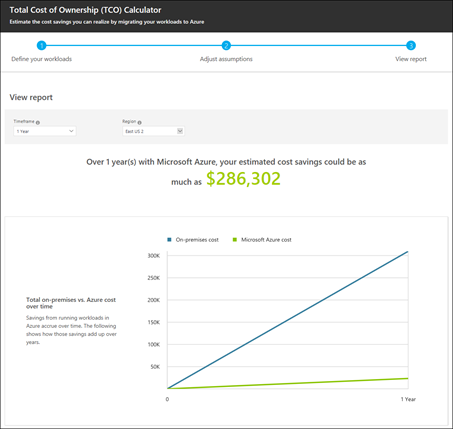 Total Cost of Ownership (TCO) Calculator
Estimate the cost savings you can realize by migrating your workloads to Azure
1 2 3
Define your workloads Adjust assumptions View report
View report
Timeframe Region
1 Year East US 2
Over 1 year(s) with Microsoft Azure, your estimated cost savings could be as
much as $286,302
On-premises cost Microsoft Azure cost
300K
250K
200K
150K
100K
50K
0 1 Year
Total on-premises vs. Azure cost
over time
Savings from running workloads in
Azure accrue over time. The following
shows how those savings add up over
years.